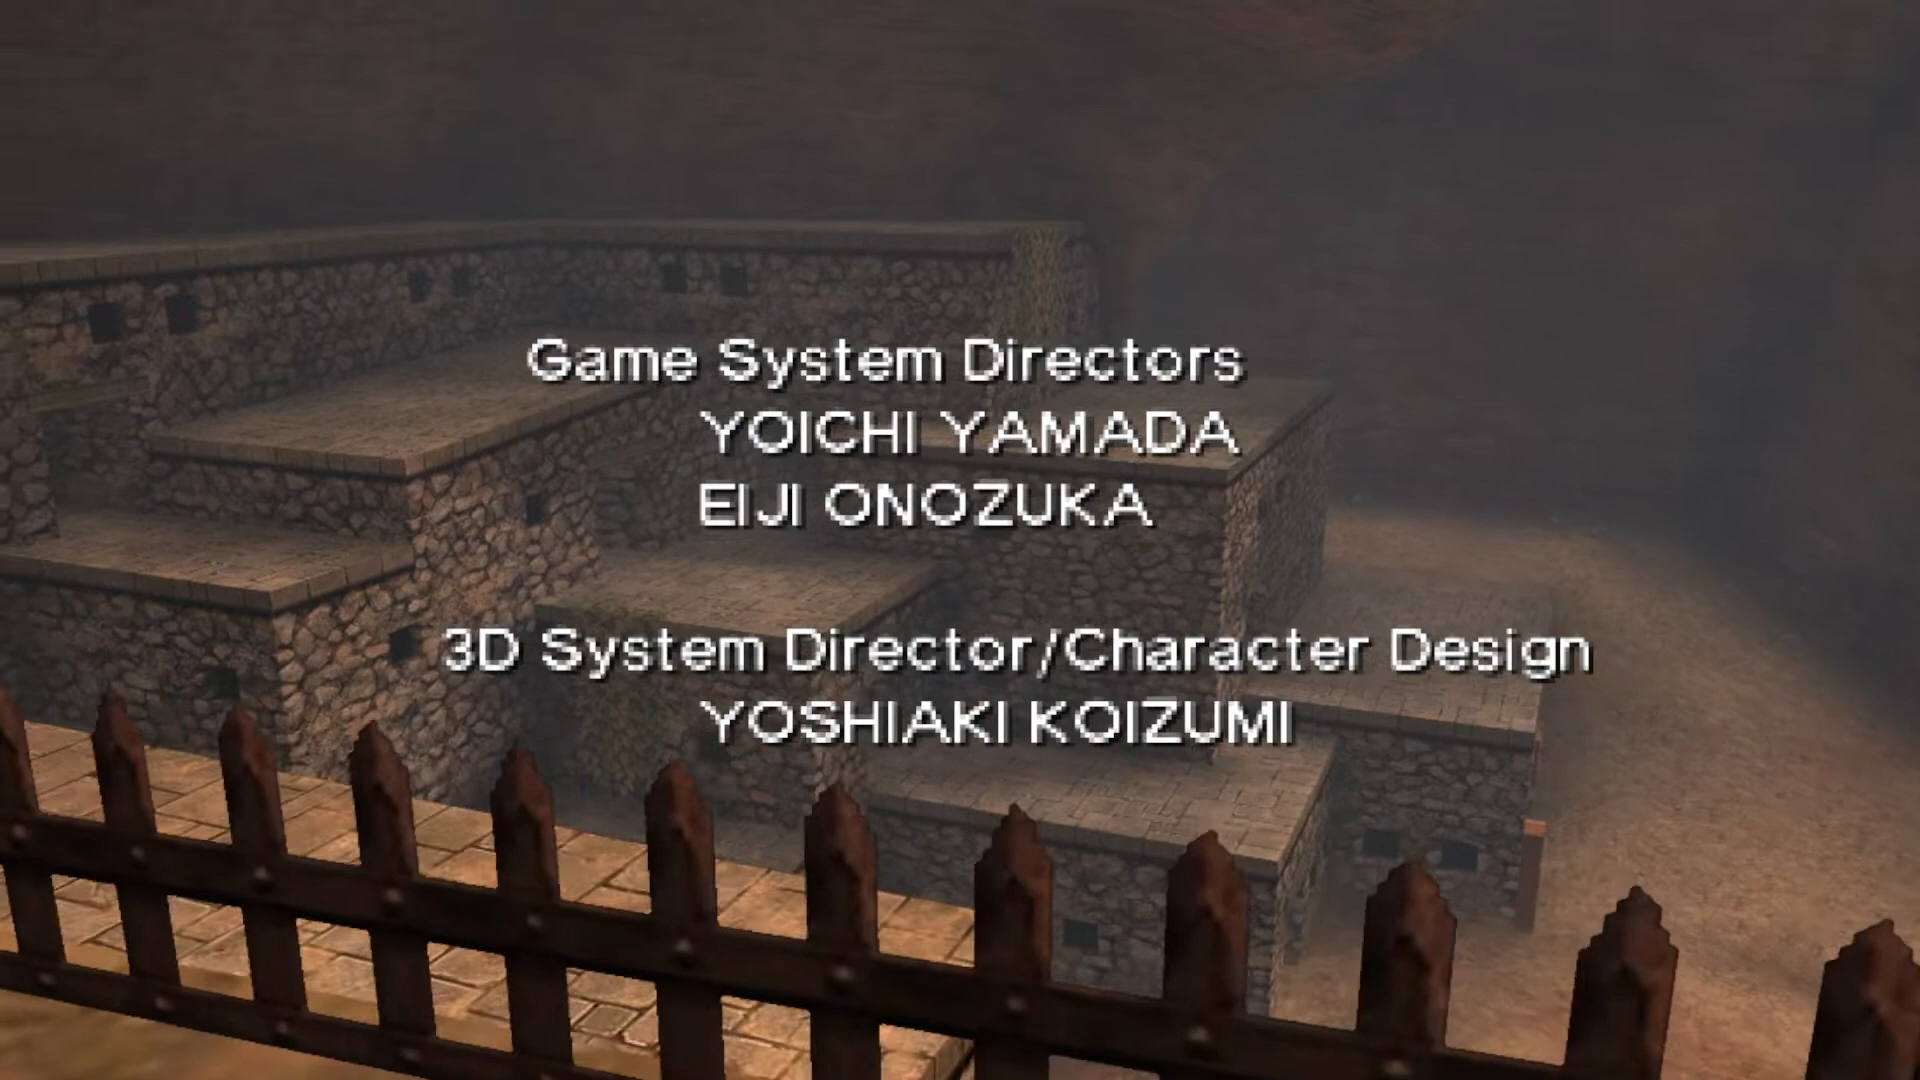 Game System Directors
YOICHI YAMADA
EIJI ONOZUKA
3D System Director/Character Design
YOSHIAKI KOIZUMI